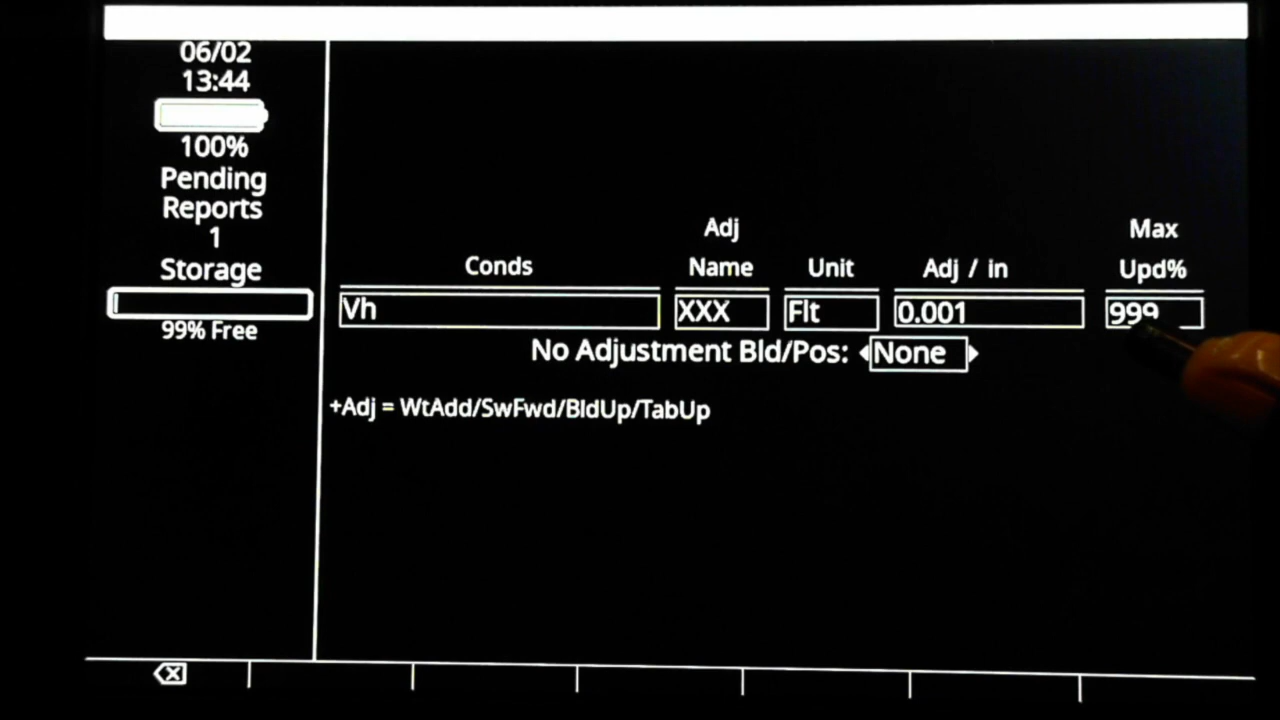 06/02
13:44
100%
Pending
Reports
1
Storage
99% Free
Adj Max
Conds Name Unit Adj / in Upd%
Vh XXX Flt 0.001 999
No Adjustment Bld/Pos: None
+Adj = WtAdd/SwFwd/BldUp/TabUp